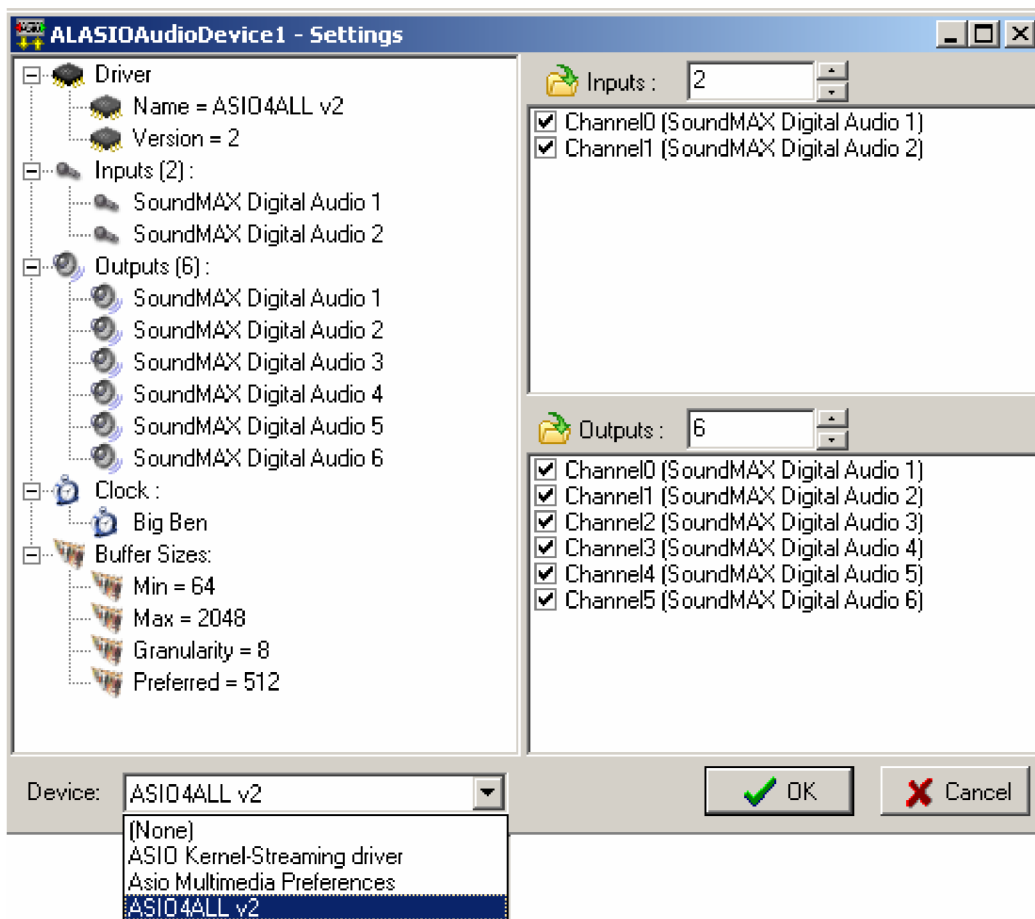 ALASIOAudioDevice1 - Settings
Driver
Name = ASIO4ALL v2
Version = 2
Inputs (2) :
SoundMAX Digital Audio 1
SoundMAX Digital Audio 2
Outputs (6) :
SoundMAX Digital Audio 1
SoundMAX Digital Audio 2
SoundMAX Digital Audio 3
SoundMAX Digital Audio 4
SoundMAX Digital Audio 5
SoundMAX Digital Audio 6
Clock :
Big Ben
Buffer Sizes:
Min = 64
Max = 2048
Granularity = 8
Preferred = 512
Inputs : 2
Channel0 (SoundMAX Digital Audio 1)
Channel1 (SoundMAX Digital Audio 2)
Outputs : 6
Channel0 (SoundMAX Digital Audio 1)
Channel1 (SoundMAX Digital Audio 2)
Channel2 (SoundMAX Digital Audio 3)
Channel3 (SoundMAX Digital Audio 4)
Channel4 (SoundMAX Digital Audio 5)
Channel5 (SoundMAX Digital Audio 6)
Device: ASIO4ALL v2
OK
Cancel
(None)
ASIO Kernel-Streaming driver
Asio Multimedia Preferences
ASIO4ALL v2